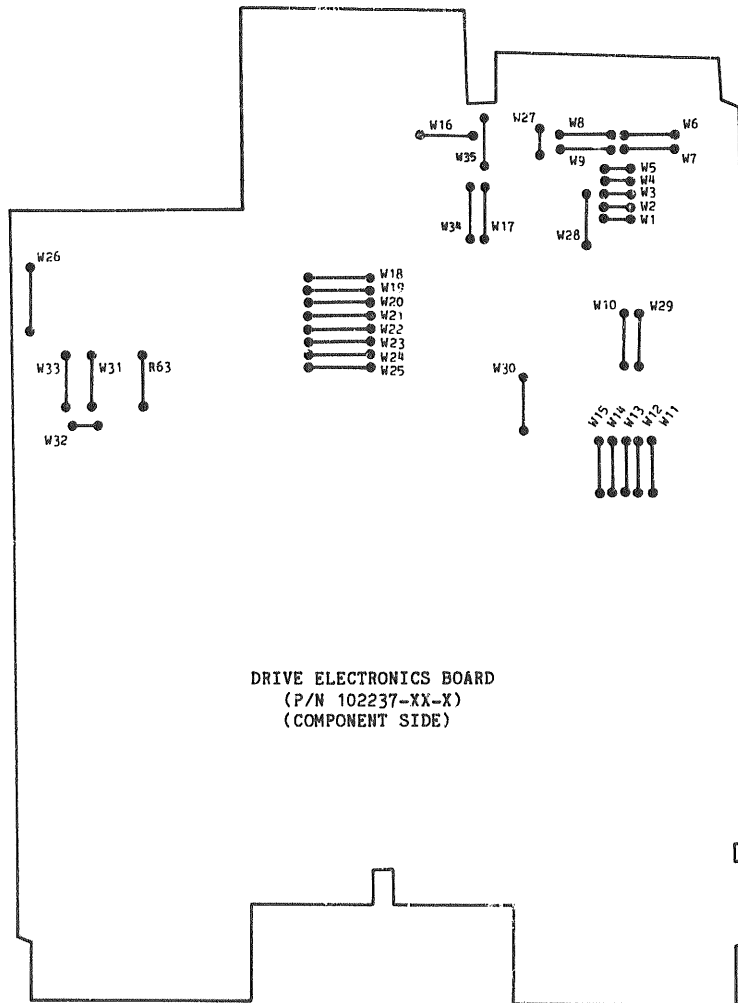 W16
W27
W8
W6
W35
W9
W7
W5
W4
W3
W2
W1
W34
W17
W28
W26
W18
W19
W20
W21
W22
W23
W24
W25
W10
W29
W33
W31
R63
W30
W32
W15
W14
W13
W12
W11
DRIVE ELECTRONICS BOARD
(P/N 102237-XX-X)
(COMPONENT SIDE)